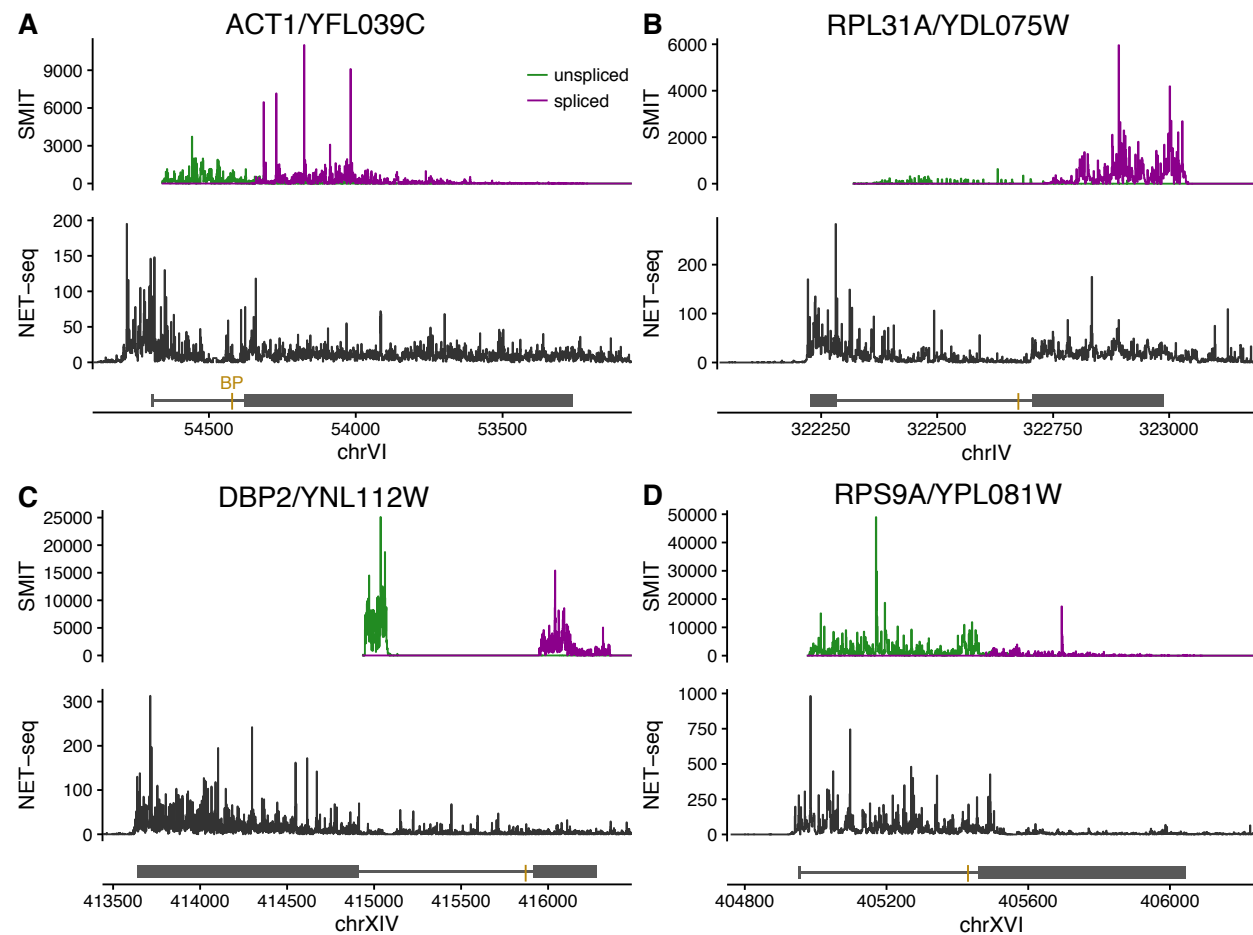 A ACT1/YFL039C
SMIT
9000
6000
3000
0
unspliced
spliced
NET−seq
200
150
100
50
0
BP
54500 54000 53500
chrVI
B RPL31A/YDL075W
SMIT
6000
4000
2000
0
NET−seq
200
100
0
322250 322500 322750 323000
chrIV
C DBP2/YNL112W
SMIT
25000
20000
15000
10000
5000
0
NET−seq
300
200
100
0
413500 414000 414500 415000 415500 416000
chrXIV
D RPS9A/YPL081W
SMIT
50000
40000
30000
20000
10000
0
NET−seq
1000
750
500
250
0
404800 405200 405600 406000
chrXVI